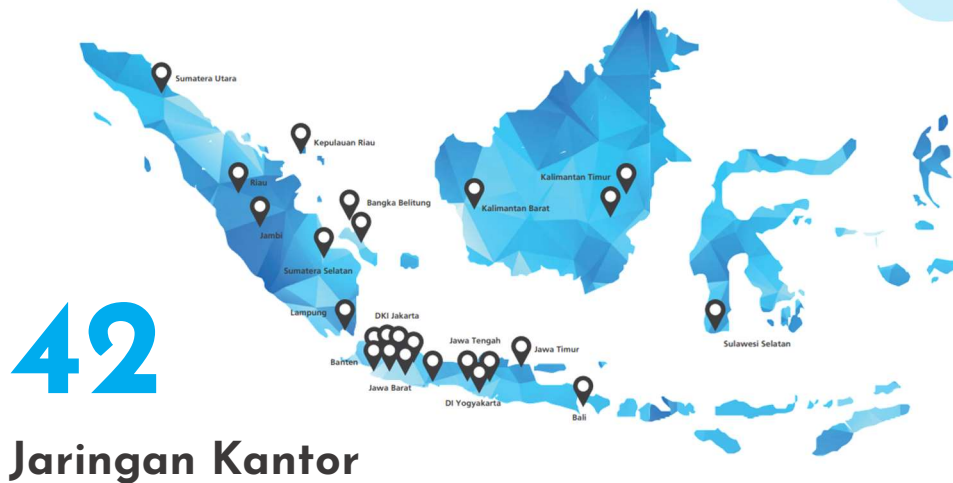 Sumatera Utara
Kepulauan Riau
Riau
Kalimantan Timur
Bangka Belitung
Kalimantan Barat
Jambi
Sumatera Selatan
Lampung
DKI Jakarta
Jawa Tengah
Sulawesi Selatan
Jawa Timur
Banten
Jawa Barat
DI Yogyakarta
Bali
42
Jaringan Kantor